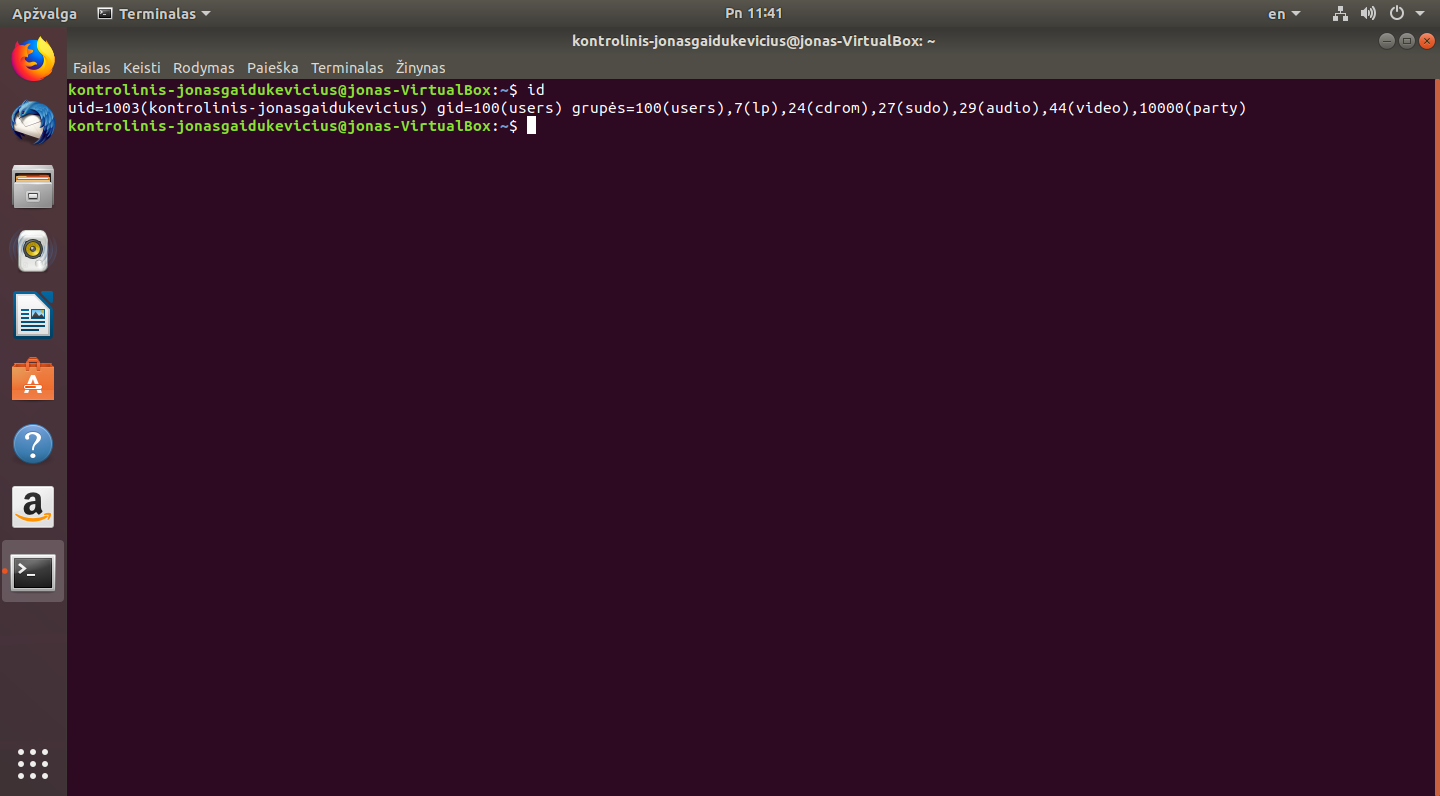 Apžvalga Terminalas Pn 11:41 en
kontrolinis-jonasgaidukevicius@jonas-VirtualBox: ~
Failas Keisti Rodymas Paieška Terminalas Žinynas
kontrolinis-jonasgaidukevicius@jonas-VirtualBox:~$ id
uid=1003(kontrolinis-jonasgaidukevicius) gid=100(users) grupės=100(users),7(lp),24(cdrom),27(sudo),29(audio),44(video),10000(party)
kontrolinis-jonasgaidukevicius@jonas-VirtualBox:~$